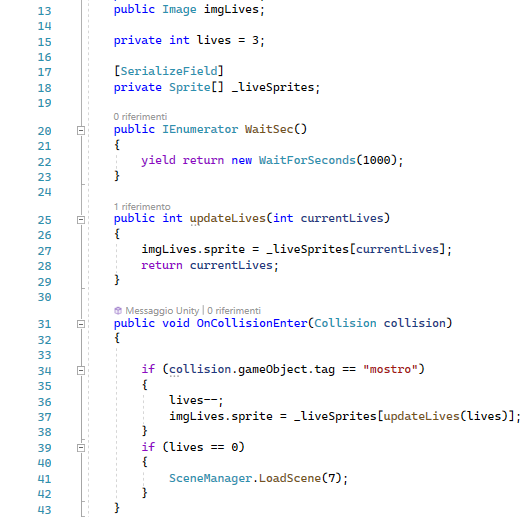 13 public Image imgLives;
14
15 private int lives = 3;
16
17 [SerializeField]
18 private Sprite[] _liveSprites;
19
0 riferimenti
20 public IEnumerator WaitSec()
21 {
22 yield return new WaitForSeconds(1000);
23 }
24
1 riferimento
25 public int updateLives(int currentLives)
26 {
27 imgLives.sprite = _liveSprites[currentLives];
28 return currentLives;
29 }
30
Messaggio Unity | 0 riferimenti
31 public void OnCollisionEnter(Collision collision)
32 {
33
34 if (collision.gameObject.tag == "mostro")
35 {
36 lives--;
37 imgLives.sprite = _liveSprites[updateLives(lives)];
38 }
39 if (lives == 0)
40 {
41 SceneManager.LoadScene(7);
42 }
43 }